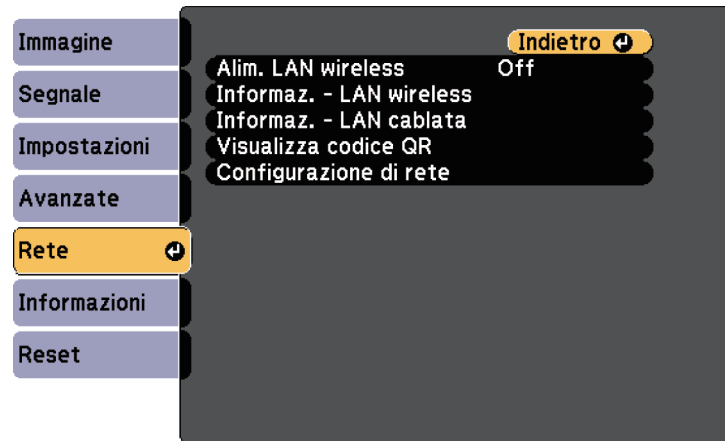 Immagine
Segnale
Impostazioni
Avanzate
Rete
Informazioni
Reset
Indietro
Alim. LAN wireless Off
Informaz. - LAN wireless
Informaz. - LAN cablata
Visualizza codice QR
Configurazione di rete